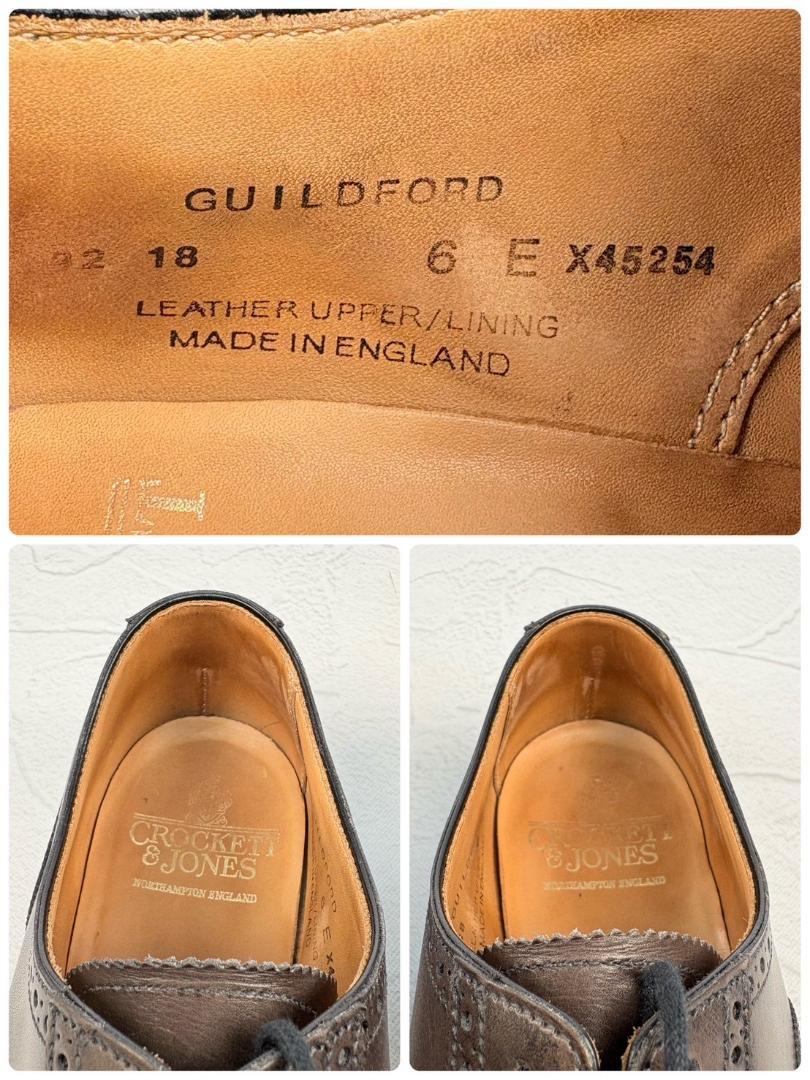 GUILDFORD
92 18 6 E X45254
LEATHER UPPER/LINING
MADE IN ENGLAND
CROCKETT
& JONES
NORTHAMPTON ENGLAND
CROCKETT
& JONES
NORTHAMPTON ENGLAND